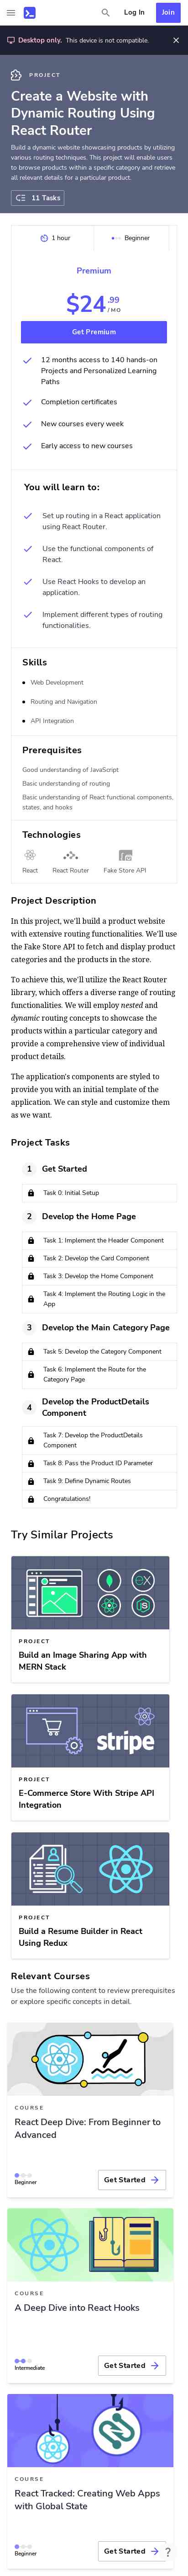 Log In
Join
Desktop only. This device is not compatible.
PROJECT
Create a Website with
Dynamic Routing Using
React Router
Build a dynamic website showcasing products by utilizing
various routing techniques. This project will enable users
to browse products within a specific category and retrieve
all relevant details for a particular product.
11 Tasks
1 hour
Beginner
Premium
$24.99
/MO
Get Premium
12 months access to 140 hands-on
Projects and Personalized Learning
Paths
Completion certificates
New courses every week
Early access to new courses
You will learn to:
Set up routing in a React application
using React Router.
Use the functional components of
React.
Use React Hooks to develop an
application.
Implement different types of routing
functionalities.
Skills
Web Development
Routing and Navigation
API Integration
Prerequisites
Good understanding of JavaScript
Basic understanding of routing
Basic understanding of React functional components,
states, and hooks
Technologies
React
React Router
Fake Store API
Project Description
In this project, we'll build a product website
with extensive routing functionalities. We'll use
the Fake Store API to fetch and display product
categories and the products in the store.
To achieve this, we'll utilize the React Router
library, which offers a diverse range of routing
functionalities. We will employ nested and
dynamic routing concepts to showcase the
products within a particular category and
provide a comprehensive view of individual
product details.
The application's components are styled to
provide you with an initial template of the
application. We can style and customize them
as we want.
Project Tasks
1 Get Started
Task 0: Initial Setup
2 Develop the Home Page
Task 1: Implement the Header Component
Task 2: Develop the Card Component
Task 3: Develop the Home Component
Task 4: Implement the Routing Logic in the
App
3 Develop the Main Category Page
Task 5: Develop the Category Component
Task 6: Implement the Route for the
Category Page
4 Develop the ProductDetails
Component
Task 7: Develop the ProductDetails
Component
Task 8: Pass the Product ID Parameter
Task 9: Define Dynamic Routes
Congratulations!
Try Similar Projects
EX
PROJECT
Build an Image Sharing App with
MERN Stack
stripe
PROJECT
E-Commerce Store With Stripe API
Integration
PROJECT
Build a Resume Builder in React
Using Redux
Relevant Courses
Use the following content to review prerequisites
or explore specific concepts in detail.
COURSE
React Deep Dive: From Beginner to
Advanced
Beginner
Get Started
COURSE
A Deep Dive into React Hooks
Intermediate
Get Started
COURSE
React Tracked: Creating Web Apps
with Global State
Beginner
Get Started
?